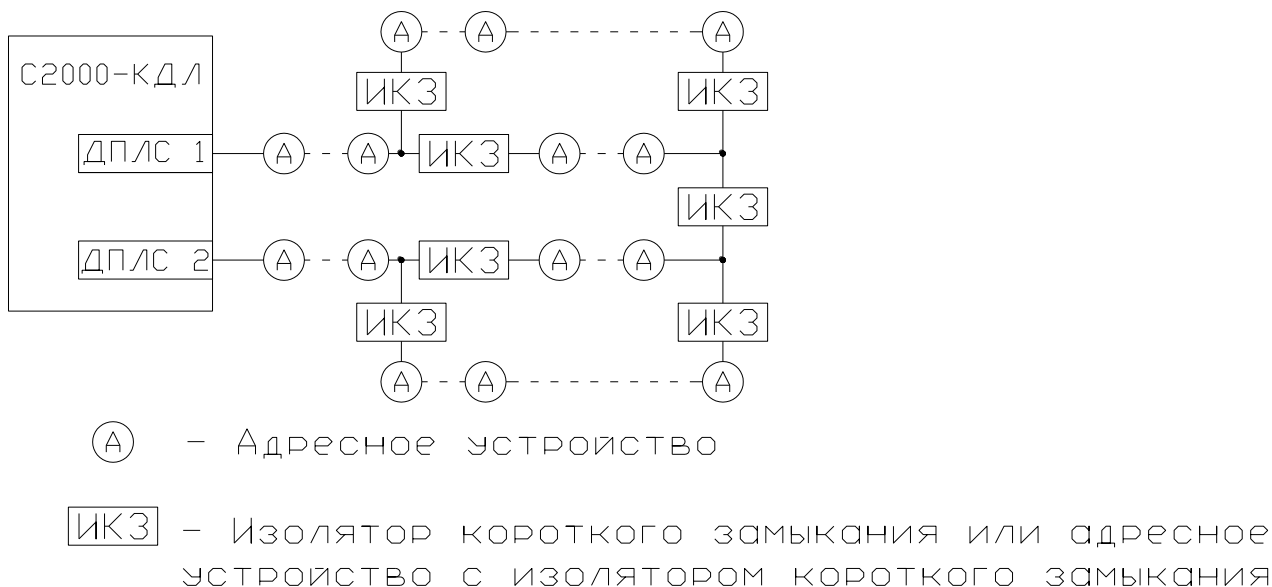 А А А
С2000-КДЛ
ИКЗ ИКЗ
ДПЛС 1 А А ИКЗ А А
ИКЗ
ДПЛС 2 А А ИКЗ А А
ИКЗ ИКЗ
А А А
А - Адресное устройство
ИКЗ - Изолятор короткого замыкания или адресное
устройство с изолятором короткого замыкания